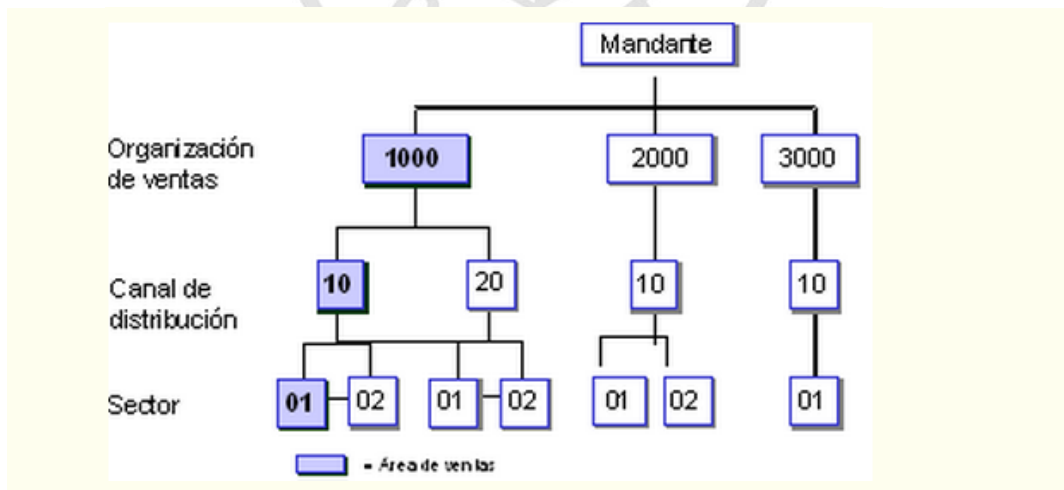 Mandante
Organización
de ventas
1000
2000
3000
Canal de
distribución
10
20
10
10
Sector
01
02
01
02
01
02
01
= Area de ventas